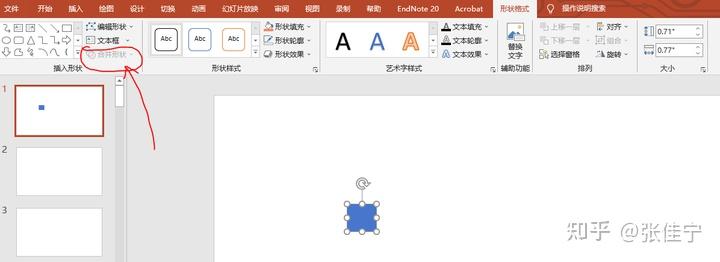 文件 开始 插入 绘图 设计 切换 动画 幻灯片放映 审阅 视图 录制 帮助 EndNote 20 Acrobat 形状格式 操作说明搜索
编辑形状
文本框
合并形状
插入形状
Abc Abc Abc
形状填充
形状轮廓
形状效果
形状样式
A A A
文本填充
文本轮廓
文本效果
艺术字样式
替换
文字
辅助功能
上移一层 对齐
下移一层 组合
选择窗格 旋转
排列
0.71"
0.77"
大小
1
2
3
知乎 @张佳宁